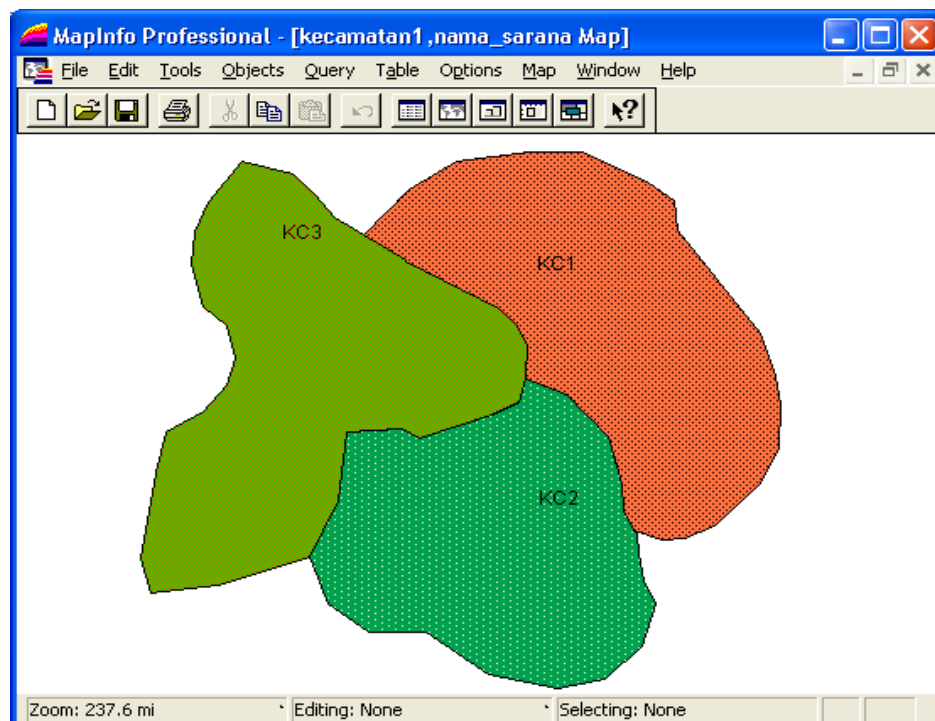 MapInfo Professional - [kecamatan1 ,nama_sarana Map]
File Edit Tools Objects Query Table Options Map Window Help
KC3
KC1
KC2
Zoom: 237.6 mi Editing: None Selecting: None